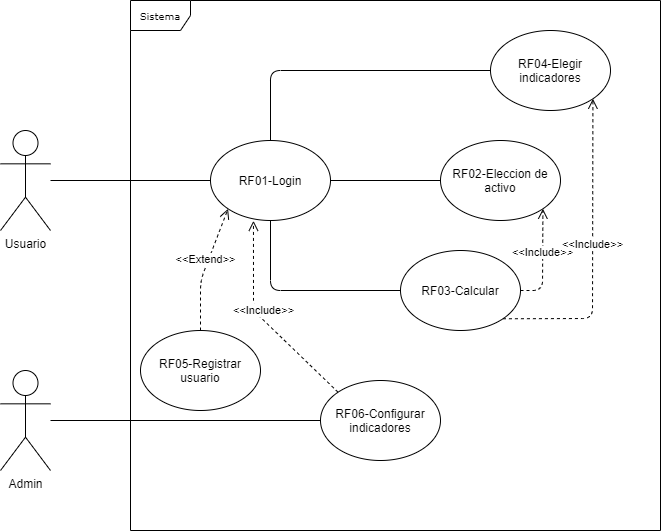 Sistema
RF04-Elegir
indicadores
RF01-Login
RF02-Eleccion de
activo
Usuario
<<Extend>>
<<Include>>
<<Include>>
RF03-Calcular
<<Include>>
RF05-Registrar
usuario
RF06-Configurar
indicadores
Admin